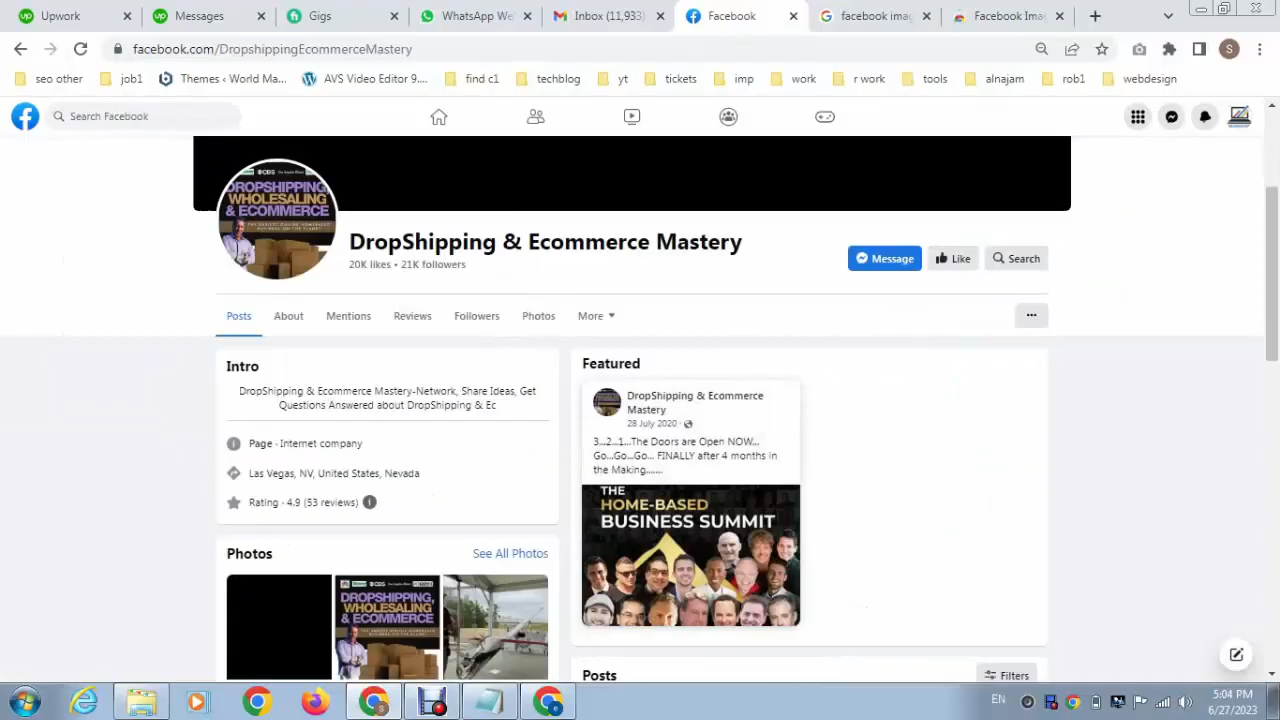 Upwork
Messages
Gigs
WhatsApp We
Inbox (11,933)
Facebook
facebook imag
Facebook Ima
facebook.com/DropshippingEcommerceMastery
S
seo other
job1
Themes ‹ World Ma...
AVS Video Editor 9....
find c1
techblog
yt
tickets
imp
work
r work
tools
alnajam
rob1
webdesign
Search Facebook
CBS
DROPSHIPPING,
WHOLESALING
& ECOMMERCE
DropShipping & Ecommerce Mastery
20K likes • 21K followers
Message
Like
Search
Posts
About
Mentions
Reviews
Followers
Photos
More
Intro
DropShipping & Ecommerce Mastery-Network, Share Ideas, Get
Questions Answered about DropShipping & Ec
Page · Internet company
Las Vegas, NV, United States, Nevada
Rating · 4.9 (53 reviews)
Photos
See All Photos
CBS
DROPSHIPPING,
WHOLESALING
& ECOMMERCE
Featured
DropShipping & Ecommerce
Mastery
28 July 2020 ·
3...2...1...The Doors are Open NOW...
Go...Go...Go... FINALLY after 4 months in
the Making......
THE
HOME-BASED
BUSINESS SUMMIT
Posts
Filters
EN
5:04 PM
6/27/2023